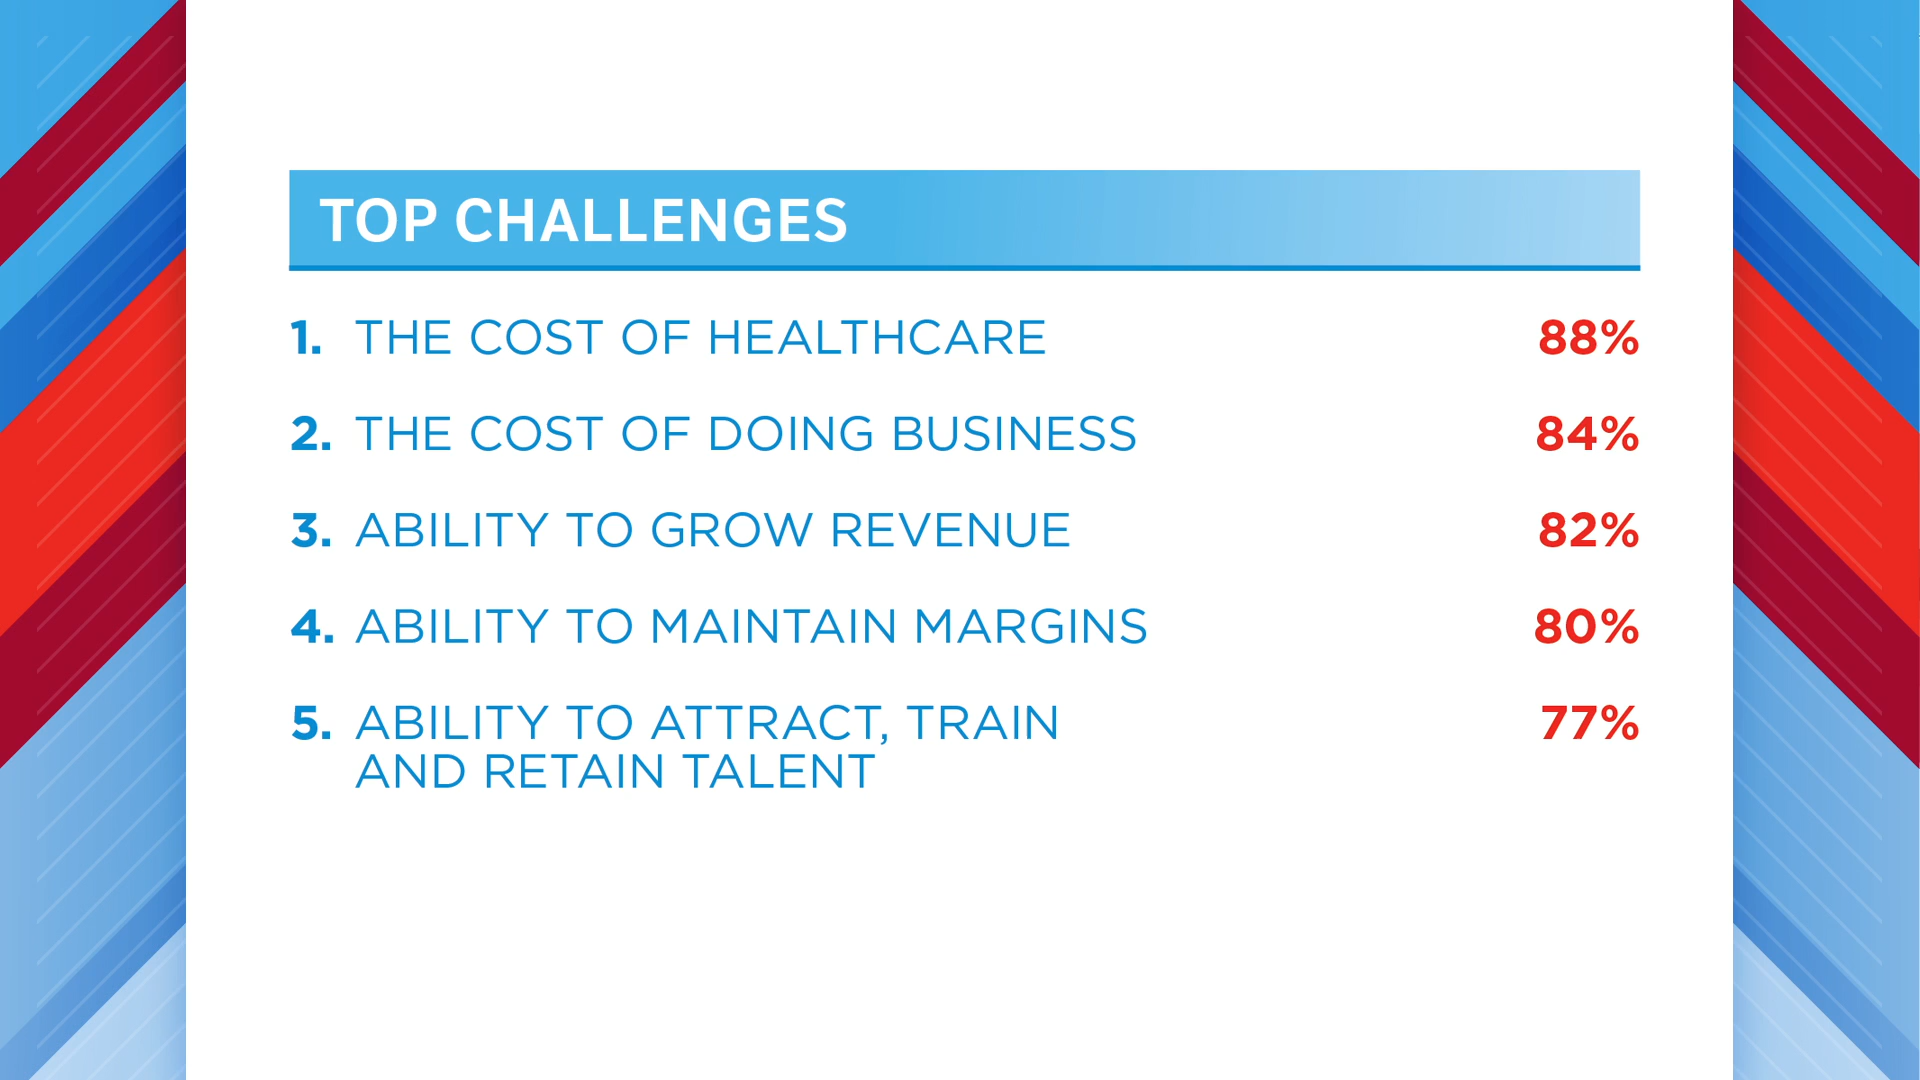 TOP CHALLENGES
1. THE COST OF HEALTHCARE 88%
2. THE COST OF DOING BUSINESS 84%
3. ABILITY TO GROW REVENUE 82%
4. ABILITY TO MAINTAIN MARGINS 80%
5. ABILITY TO ATTRACT, TRAIN 77%
AND RETAIN TALENT